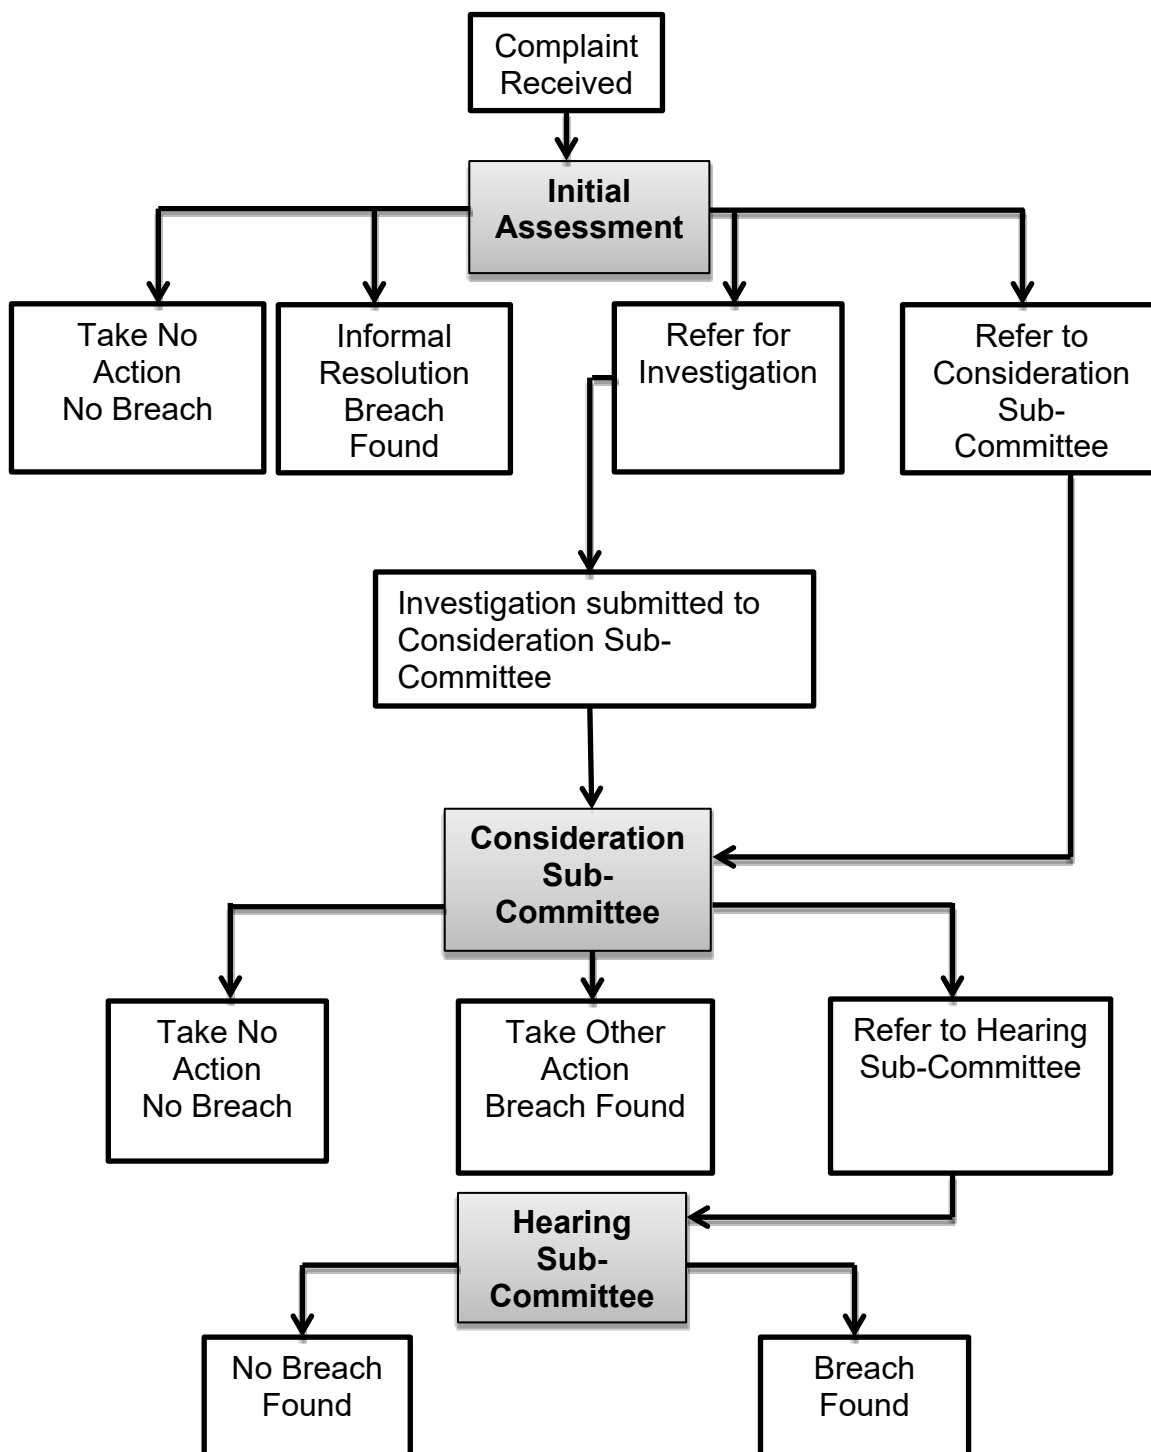 Complaint
Received
Initial
Assessment
Take No
Action
No Breach
Informal
Resolution
Breach
Found
Refer for
Investigation
Refer to
Consideration
Sub-
Committee
Investigation submitted to
Consideration Sub-
Committee
Consideration
Sub-
Committee
Take No
Action
No Breach
Take Other
Action
Breach Found
Refer to Hearing
Sub-Committee
Hearing
Sub-
Committee
No Breach
Found
Breach
Found